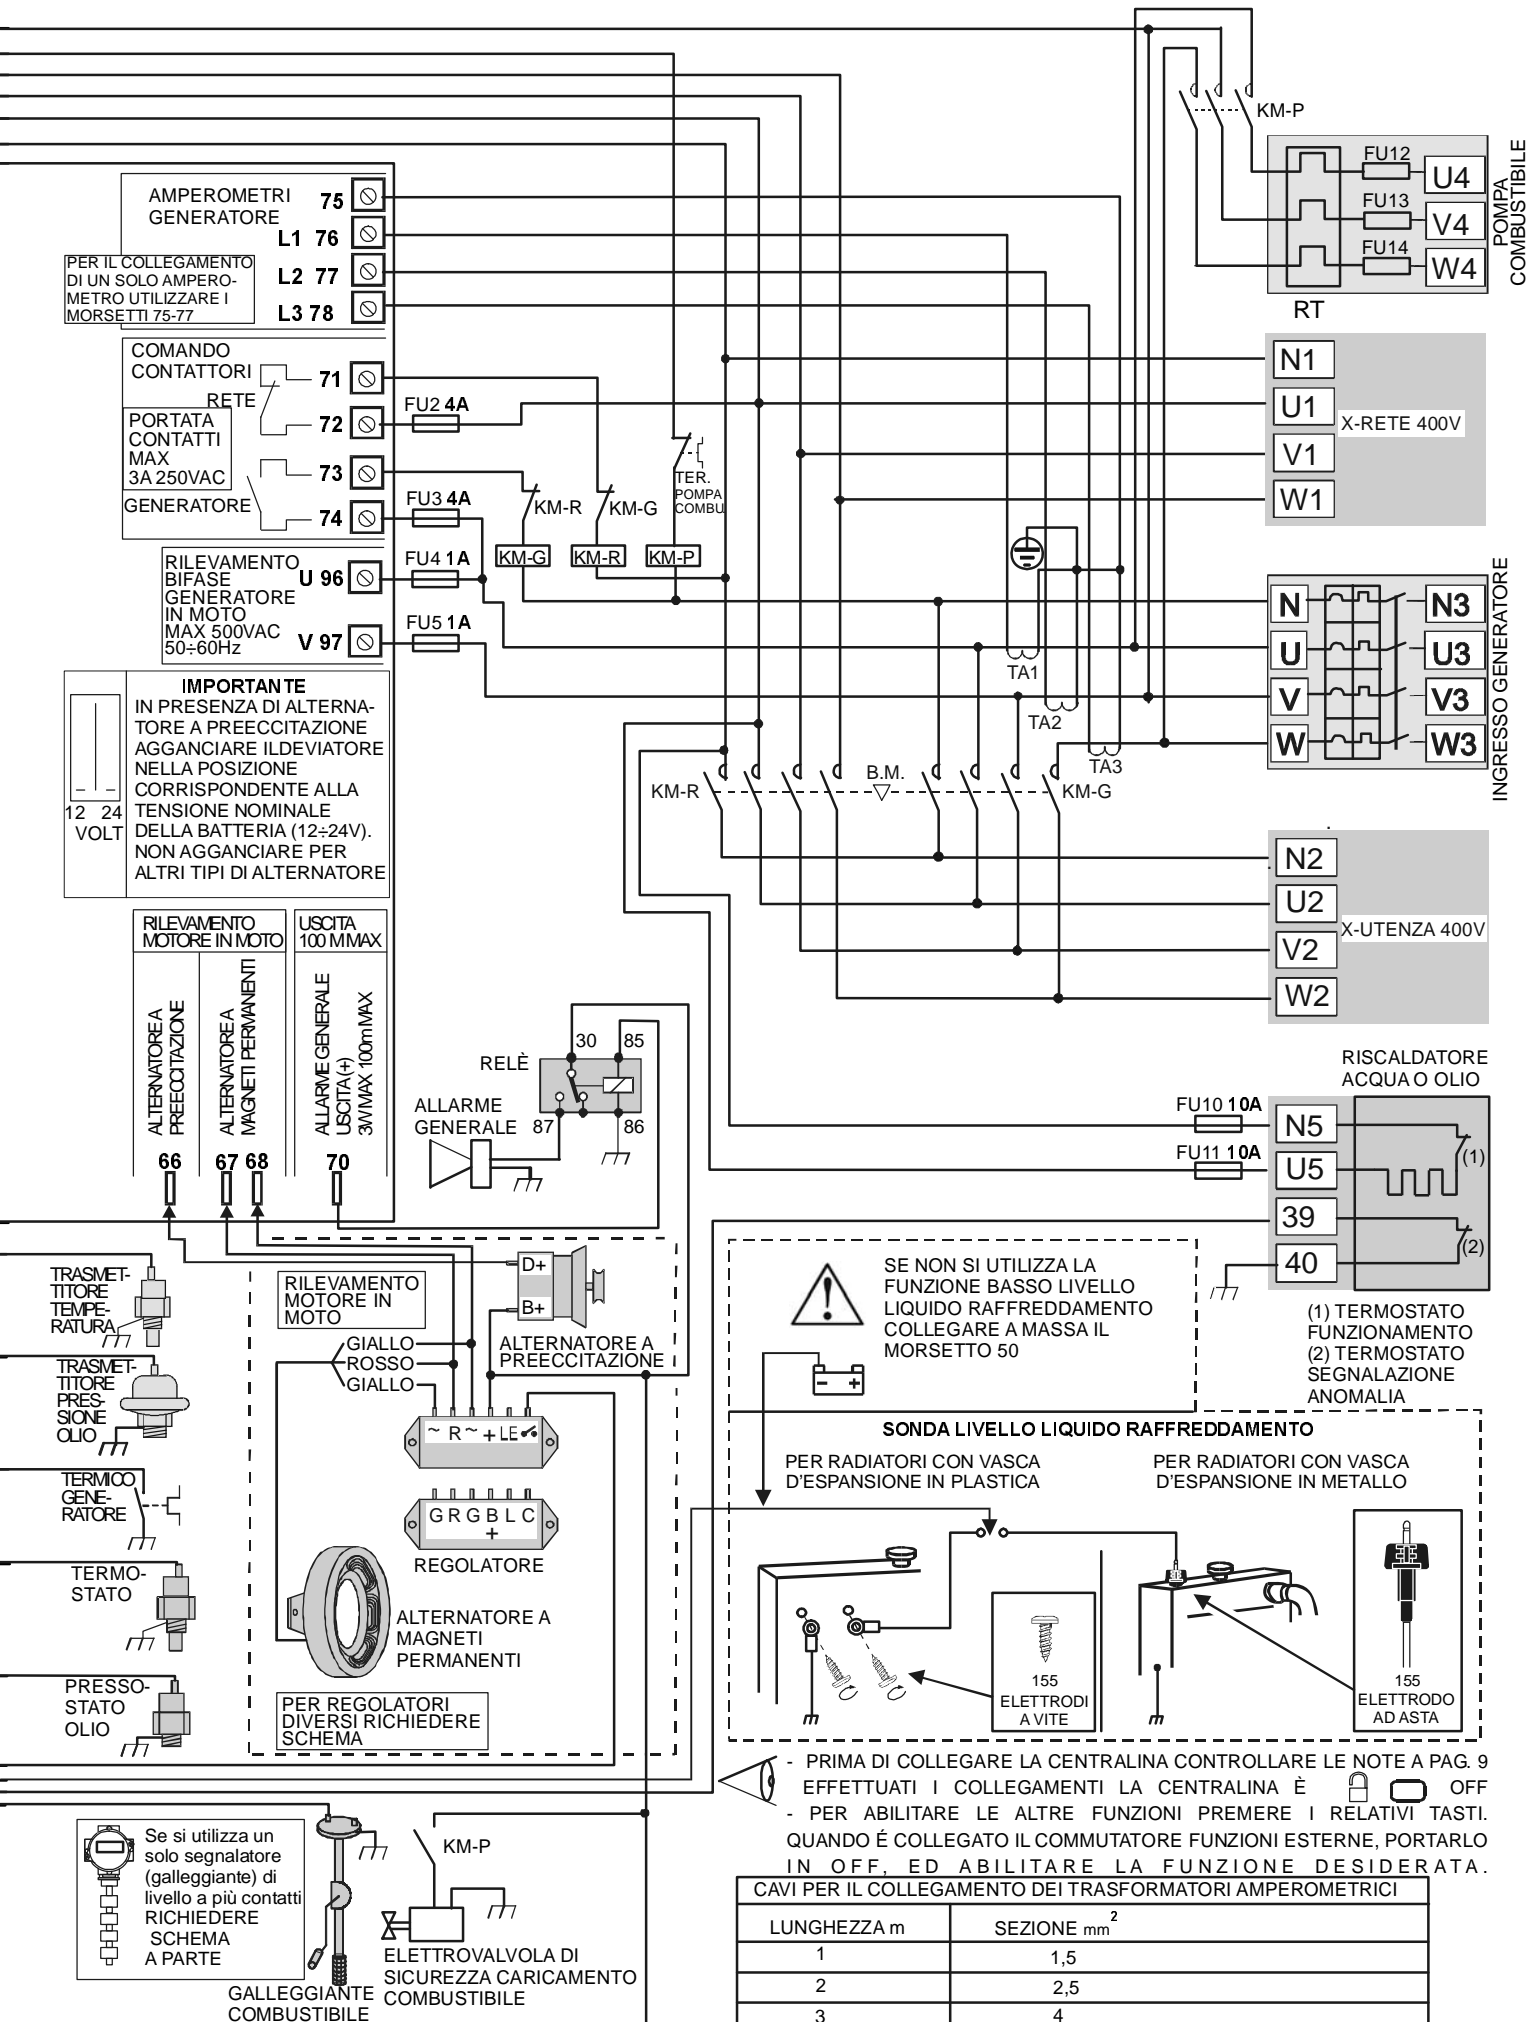 KM-P
FU12
U4
FU13
V4
FU14
W4
RT
POMPA
COMBUSTIBILE
AMPEROMETRI
GENERATORE
75
L1 76
L2 77
L3 78
PER IL COLLEGAMENTO
DI UN SOLO AMPERO-
METRO UTILIZZARE I
MORSETTI 75-77
COMANDO
CONTATTORI
71
RETE
72
FU2 4A
PORTATA
CONTATTI
MAX
3A 250VAC
73
GENERATORE
74
FU3 4A
KM-R
KM-G
TER.
POMPA
COMBU
KM-G
KM-R
KM-P
N1
U1
V1
W1
X-RETE 400V
RILEVAMENTO
BIFASE
GENERATORE
IN MOTO
MAX 500VAC
50÷60Hz
U 96
FU4 1A
V 97
FU5 1A
TA1
TA2
TA3
N
U
V
W
N3
U3
V3
W3
INGRESSO GENERATORE
12 24
VOLT
IMPORTANTE
IN PRESENZA DI ALTERNA-
TORE A PREECCITAZIONE
AGGANCIARE ILDEVIATORE
NELLA POSIZIONE
CORRISPONDENTE ALLA
TENSIONE NOMINALE
DELLA BATTERIA (12÷24V).
NON AGGANCIARE PER
ALTRI TIPI DI ALTERNATORE
KM-R
B.M.
KM-G
N2
U2
V2
W2
X-UTENZA 400V
RILEVAMENTO
MOTORE IN MOTO
USCITA
100 M MAX
ALTERNATORE A
PREECCITAZIONE
ALTERNATORE A
MAGNETI PERMANENTI
ALLARME GENERALE
USCITA (+)
3W MAX 100m MAX
66
67 68
70
RELÈ
30
85
87
86
ALLARME
GENERALE
RISCALDATORE
ACQUA O OLIO
FU10 10A
FU11 10A
N5
U5
39
40
(1)
(2)
(1) TERMOSTATO
FUNZIONAMENTO
(2) TERMOSTATO
SEGNALAZIONE
ANOMALIA
TRASMET-
TITORE
TEMPE-
RATURA
TRASMET-
TITORE
PRES-
SIONE
OLIO
TERMICO
GENE-
RATORE
TERMO-
STATO
PRESSO-
STATO
OLIO
RILEVAMENTO
MOTORE IN
MOTO
D+
B+
ALTERNATORE A
PREECCITAZIONE
GIALLO
ROSSO
GIALLO
~ R ~ + LE
G R G B L C
+
REGOLATORE
ALTERNATORE A
MAGNETI
PERMANENTI
PER REGOLATORI
DIVERSI RICHIEDERE
SCHEMA
!
SE NON SI UTILIZZA LA
FUNZIONE BASSO LIVELLO
LIQUIDO RAFFREDDAMENTO
COLLEGARE A MASSA IL
MORSETTO 50
- +
SONDA LIVELLO LIQUIDO RAFFREDDAMENTO
PER RADIATORI CON VASCA
D'ESPANSIONE IN PLASTICA
PER RADIATORI CON VASCA
D'ESPANSIONE IN METALLO
155
ELETTRODI
A VITE
155
ELETTRODO
AD ASTA
- PRIMA DI COLLEGARE LA CENTRALINA CONTROLLARE LE NOTE A PAG. 9
EFFETTUATI I COLLEGAMENTI LA CENTRALINA È OFF
- PER ABILITARE LE ALTRE FUNZIONI PREMERE I RELATIVI TASTI.
QUANDO É COLLEGATO IL COMMUTATORE FUNZIONI ESTERNE, PORTARLO
IN OFF, ED ABILITARE LA FUNZIONE DESIDERATA.
Se si utilizza un
solo segnalatore
(galleggiante) di
livello a più contatti
RICHIEDERE
SCHEMA
A PARTE
GALLEGGIANTE
COMBUSTIBILE
KM-P
ELETTROVALVOLA DI
SICUREZZA CARICAMENTO
COMBUSTIBILE
CAVI PER IL COLLEGAMENTO DEI TRASFORMATORI AMPEROMETRICI
LUNGHEZZA m SEZIONE mm²
1 1,5
2 2,5
3 4